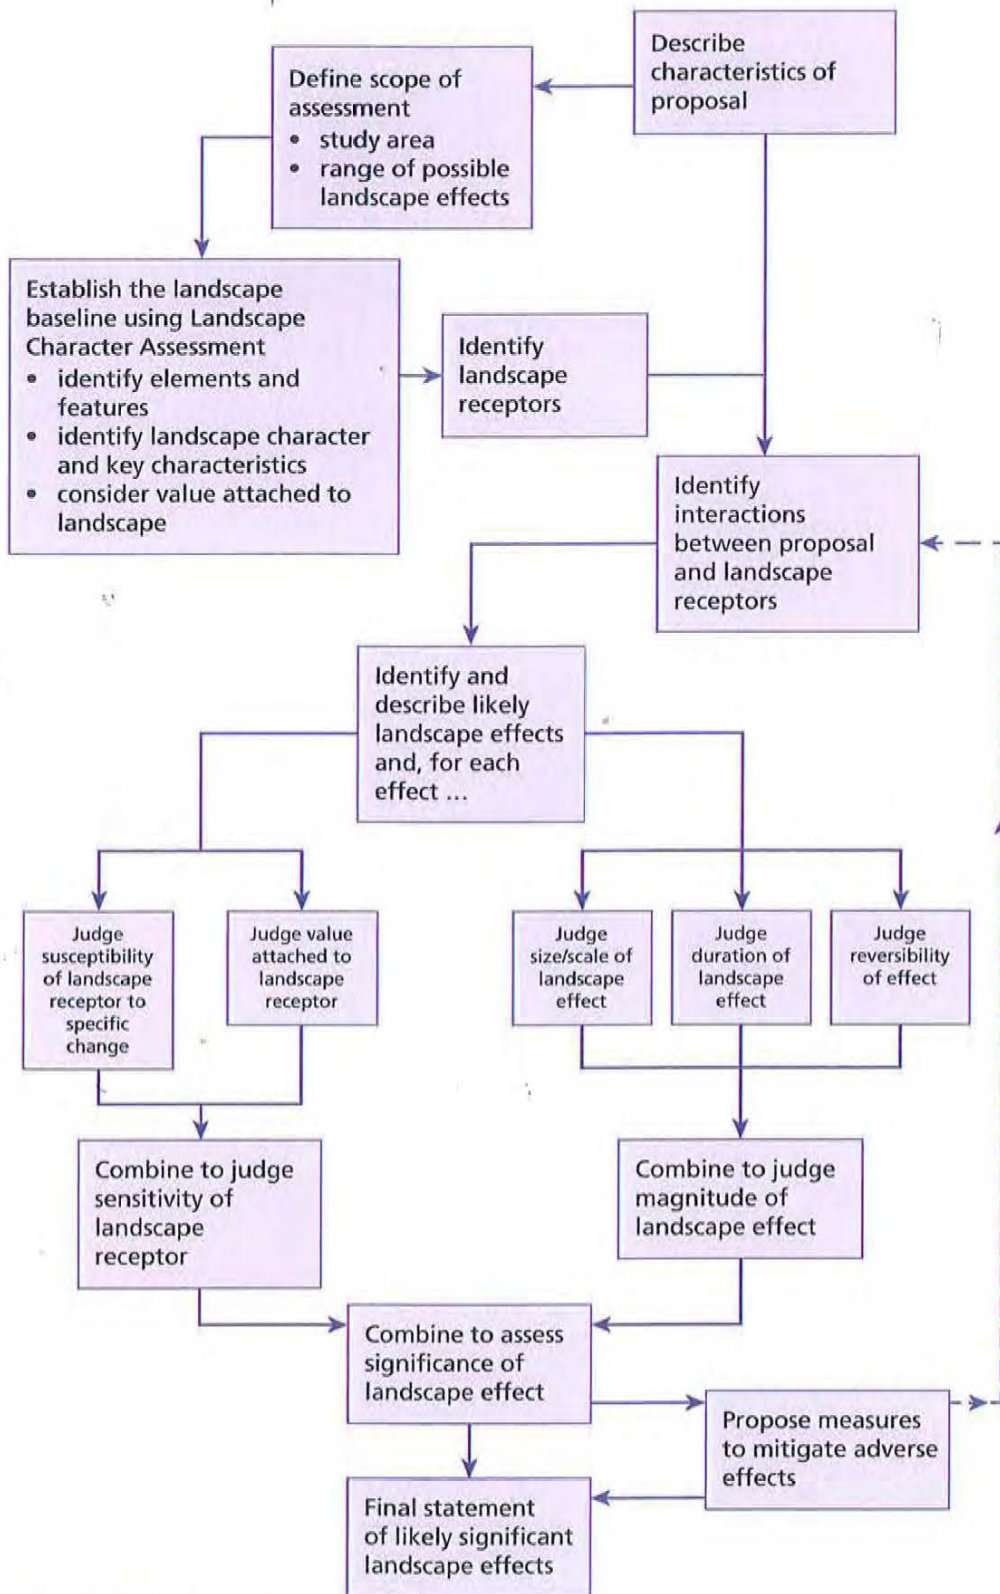 Describe
characteristics of
proposal
Define scope of
assessment
• study area
• range of possible
landscape effects
Establish the landscape
baseline using Landscape
Character Assessment
• identify elements and
features
• identify landscape character
and key characteristics
• consider value attached to
landscape
Identify
landscape
receptors
Identify
interactions
between proposal
and landscape
receptors
Identify and
describe likely
landscape effects
and, for each
effect ...
Judge
susceptibility
of landscape
receptor to
specific
change
Judge value
attached to
landscape
receptor
Judge
size/scale of
landscape
effect
Judge
duration of
landscape
effect
Judge
reversibility
of effect
Combine to judge
sensitivity of
landscape
receptor
Combine to judge
magnitude of
landscape effect
Combine to assess
significance of
landscape effect
Propose measures
to mitigate adverse
effects
Final statement
of likely significant
landscape effects